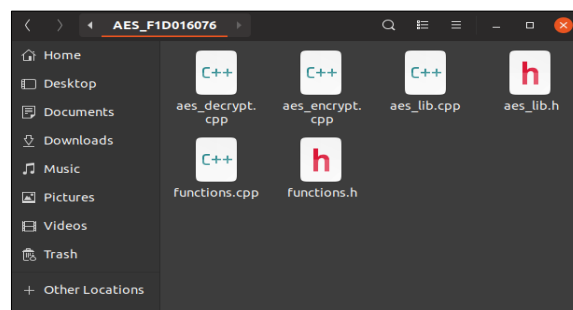 AES_F1D016076
Home
Desktop
Documents
Downloads
Music
Pictures
Videos
Trash
+ Other Locations
C++
C++
C++
h
aes_decrypt.
cpp
aes_encrypt.
cpp
aes_lib.cpp
aes_lib.h
C++
h
functions.cpp
functions.h